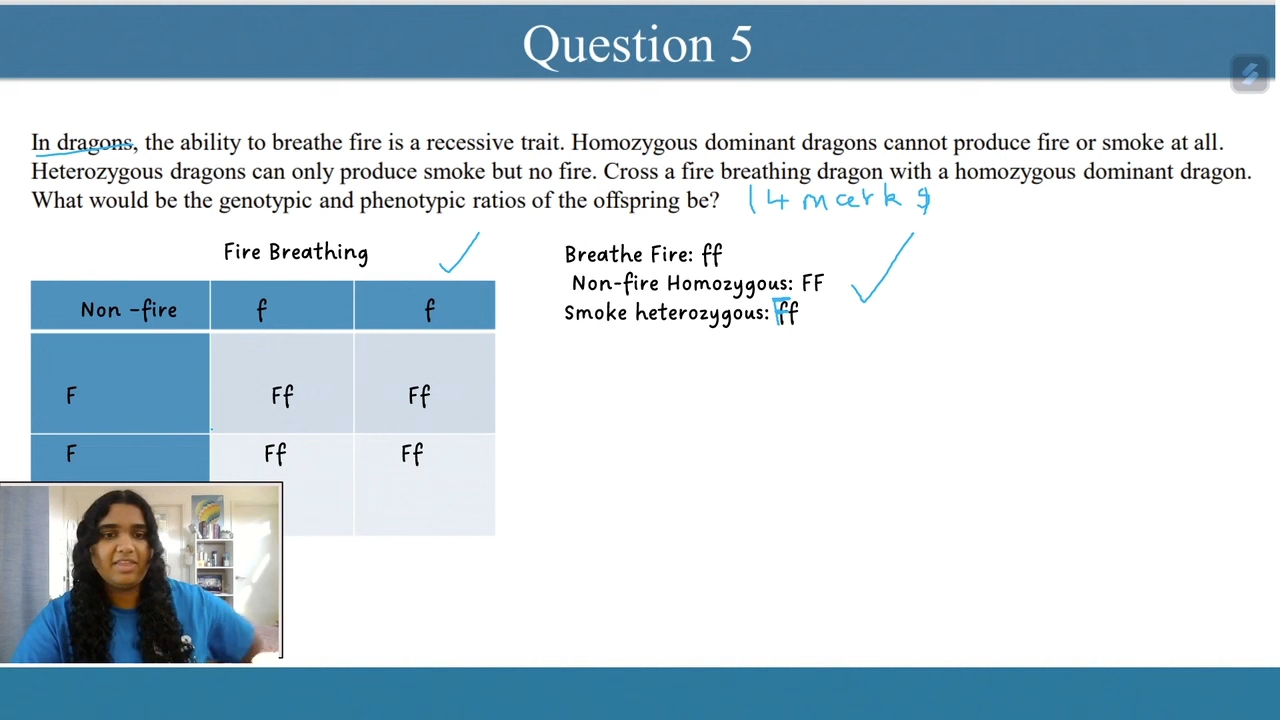 Question 5
In dragons, the ability to breathe fire is a recessive trait. Homozygous dominant dragons cannot produce fire or smoke at all.
Heterozygous dragons can only produce smoke but no fire. Cross a fire breathing dragon with a homozygous dominant dragon.
What would be the genotypic and phenotypic ratios of the offspring be? (4 marks)
Fire Breathing
Non -fire f f
F Ff Ff
F Ff Ff
Breathe Fire: ff
Non-fire Homozygous: FF
Smoke heterozygous: Ff